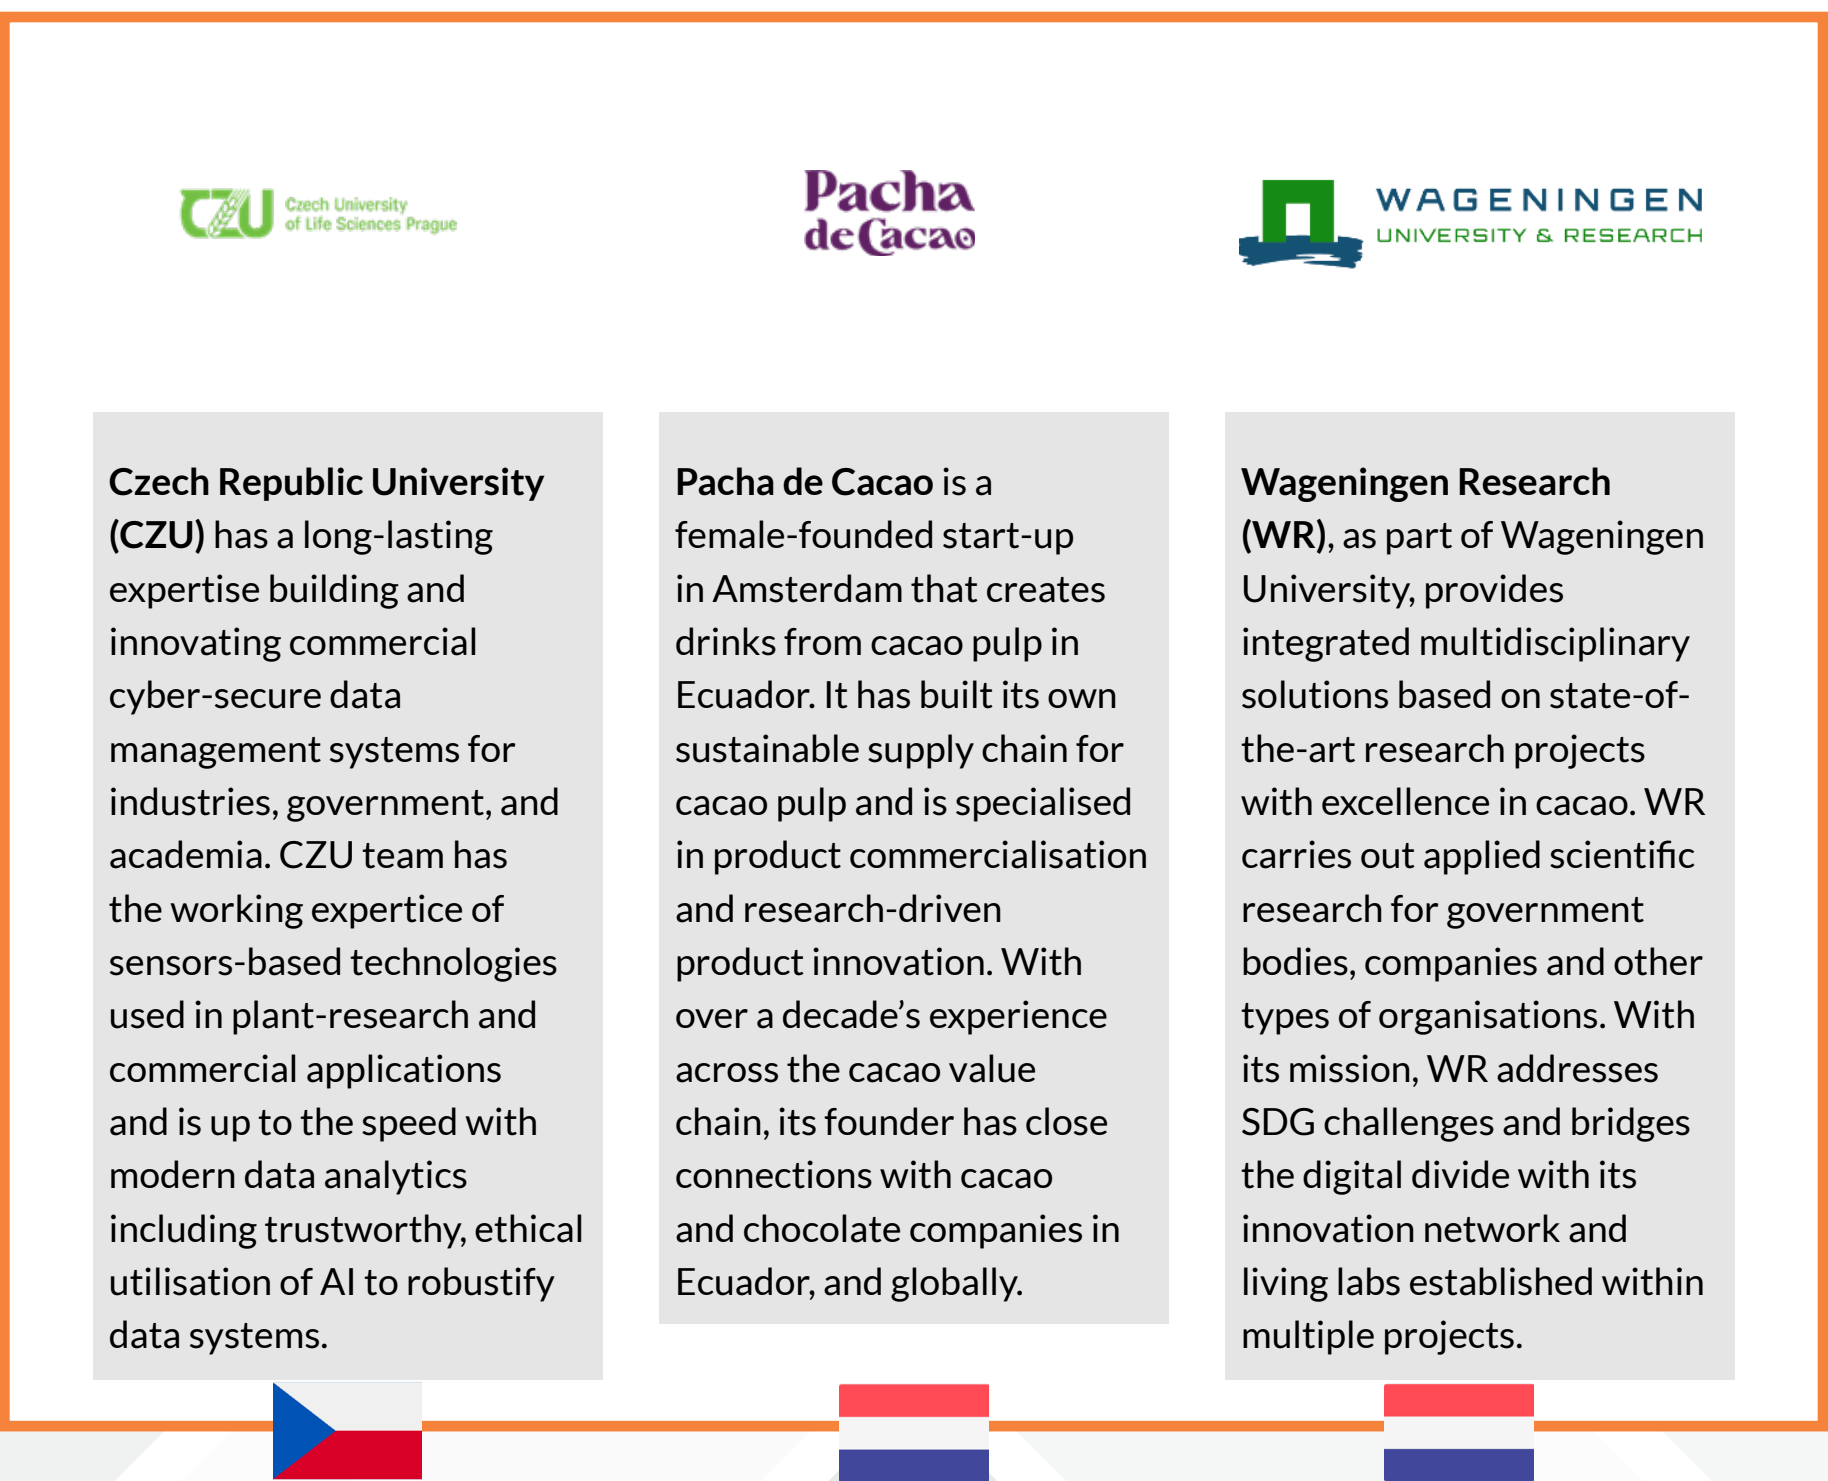 CZU Czech University
of Life Sciences Prague
Pacha
de Cacao
WAGENINGEN
UNIVERSITY & RESEARCH
Czech Republic University
(CZU) has a long-lasting
expertise building and
innovating commercial
cyber-secure data
management systems for
industries, government, and
academia. CZU team has
the working expertice of
sensors-based technologies
used in plant-research and
commercial applications
and is up to the speed with
modern data analytics
including trustworthy, ethical
utilisation of AI to robustify
data systems.
Pacha de Cacao is a
female-founded start-up
in Amsterdam that creates
drinks from cacao pulp in
Ecuador. It has built its own
sustainable supply chain for
cacao pulp and is specialised
in product commercialisation
and research-driven
product innovation. With
over a decade’s experience
across the cacao value
chain, its founder has close
connections with cacao
and chocolate companies in
Ecuador, and globally.
Wageningen Research
(WR), as part of Wageningen
University, provides
integrated multidisciplinary
solutions based on state-of-
the-art research projects
with excellence in cacao. WR
carries out applied scientific
research for government
bodies, companies and other
types of organisations. With
its mission, WR addresses
SDG challenges and bridges
the digital divide with its
innovation network and
living labs established within
multiple projects.